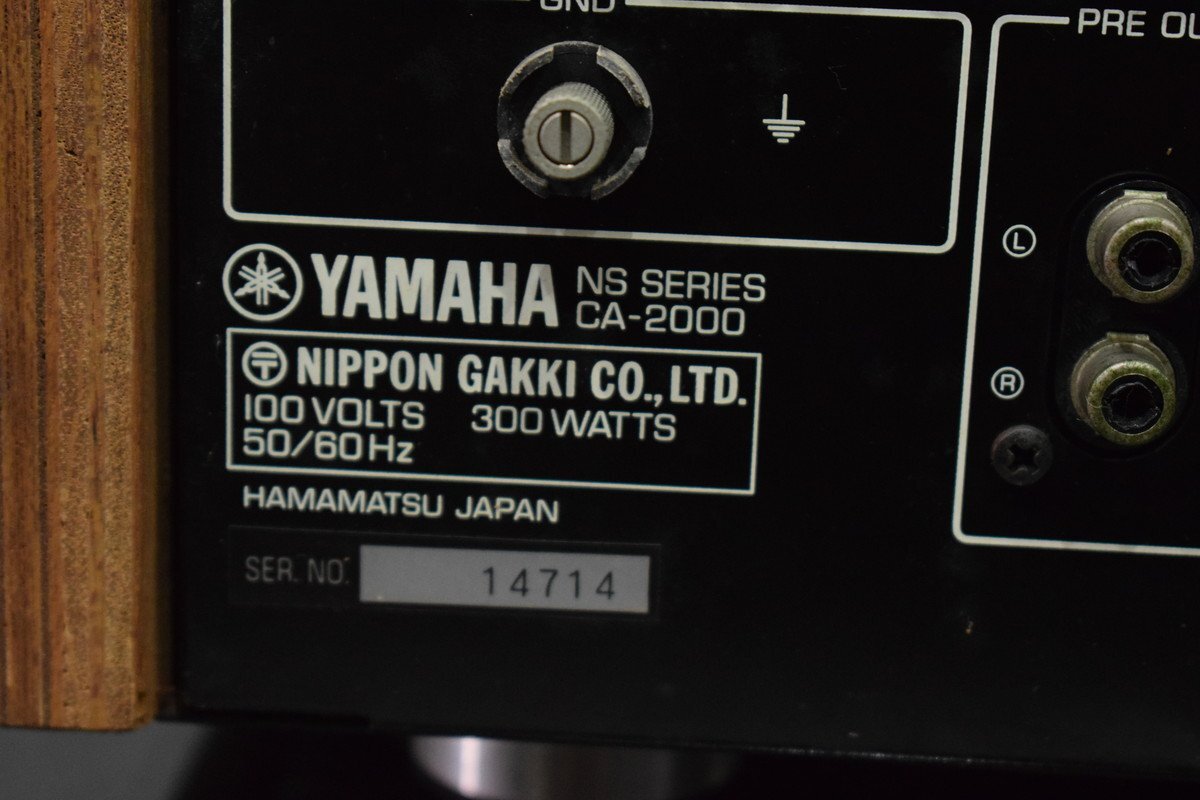 GND
PRE OU
L
R
YAMAHA NS SERIES
CA-2000
NIPPON GAKKI CO., LTD.
100 VOLTS 300 WATTS
50/60 Hz
HAMAMATSU JAPAN
SER. NO. 14714